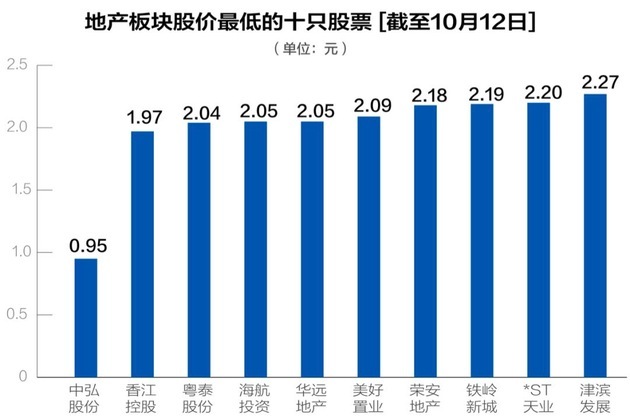 地产板块股价最低的十只股票 [截至10月12日]
（单位：元）
2.5
2.0
1.5
1.0
0.5
0
0.95
1.97
2.04
2.05
2.05
2.09
2.18
2.19
2.20
2.27
中弘
股份
香江
控股
粤泰
股份
海航
投资
华远
地产
美好
置业
荣安
地产
铁岭
新城
*ST
天业
津滨
发展